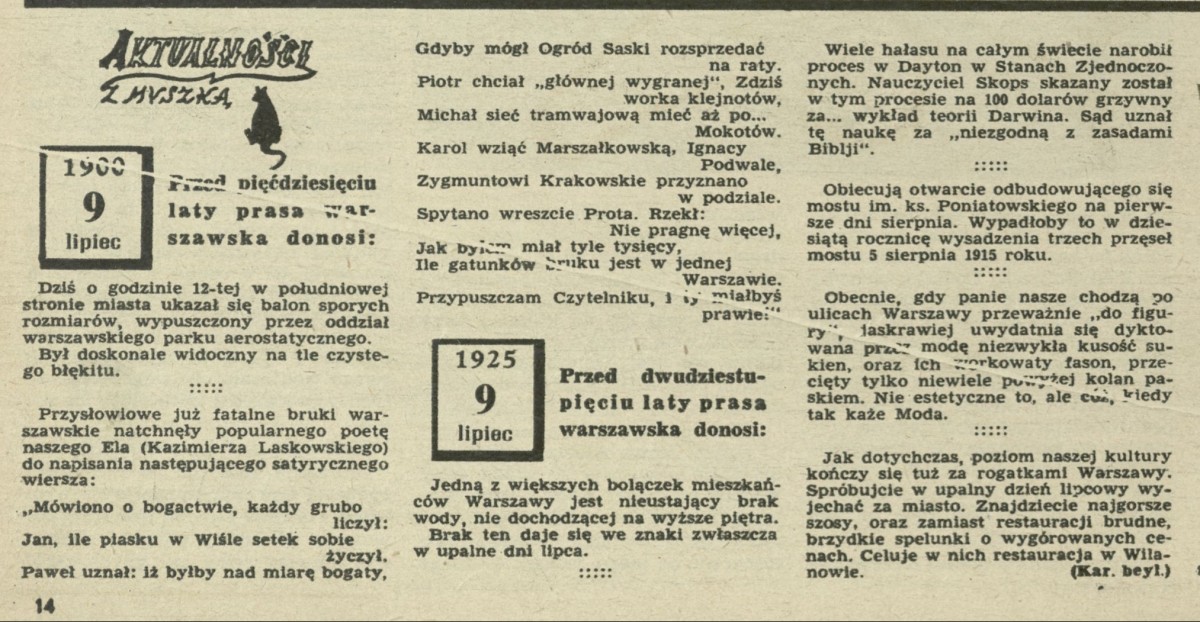 AKTUALNOŚCI
Z MYSZKĄ
1900
9
lipiec
Przed pięćdziesięciu
laty prasa war-
szawska donosi:
Dziś o godzinie 12-tej w południowej
stronie miasta ukazał się balon sporych
rozmiarów, wypuszczony przez oddział
warszawskiego parku aerostatycznego.
Był doskonale widoczny na tle czyste-
go błękitu.
:::::
Przysłowiowe już fatalne bruki war-
szawskie natchnęły popularnego poetę
naszego Ela (Kazimierza Laskowskiego)
do napisania następującego satyrycznego
wiersza:
„Mówiono o bogactwie, każdy grubo
liczył:
Jan, ile piasku w Wiśle setek sobie
życzył.
Paweł uznał: iż byłby nad miarę bogaty,
14
Gdyby mógł Ogród Saski rozsprzedać
na raty.
Piotr chciał „głównej wygranej“, Zdziś
worka klejnotów,
Michał sieć tramwajową mieć aż po...
Mokotów.
Karol wziąć Marszałkowską, Ignacy
Podwale,
Zygmuntowi Krakowskie przyznano
w podziale.
Spytano wreszcie Prota. Rzekł:
Nie pragnę więcej,
Jak bylem miał tyle tysięcy,
Ile gatunków bruku jest w jednej
Warszawie.
Przypuszczam Czytelniku, i ty miałbyś
prawie!“
1925
9
lipiec
Przed dwudziestu-
pięciu laty prasa
warszawska donosi:
Jedną z większych bolączek mieszkań-
ców Warszawy jest nieustający brak
wody, nie dochodzącej na wyższe piętra.
Brak ten daje się we znaki zwłaszcza
w upalne dni lipca.
:::::
Wiele hałasu na całym świecie narobił
proces w Dayton w Stanach Zjednoczo-
nych. Nauczyciel Skops skazany został
w tym procesie na 100 dolarów grzywny
za... wykład teorii Darwina. Sąd uznał
tę naukę za „niezgodną z zasadami
Biblji“.
:::::
Obiecują otwarcie odbudowującego się
mostu im. ks. Poniatowskiego na pierw-
sze dni sierpnia. Wypadłoby to w dzie-
siątą rocznicę wysadzenia trzech przęseł
mostu 5 sierpnia 1915 roku.
:::::
Obecnie, gdy panie nasze chodzą po
ulicach Warszawy przeważnie „do figu-
ry“, jaskrawiej uwydatnia się dykto-
wana przez modę niezwykła kusość su-
kien, oraz ich workowaty fason, prze-
cięty tylko niewiele powyżej kolan pa-
skiem. Nie estetyczne to, ale cóż, kiedy
tak każe Moda.
:::::
Jak dotychczas, poziom naszej kultury
kończy się tuż za rogatkami Warszawy.
Spróbujcie w upalny dzień lipcowy wy-
jechać za miasto. Znajdziecie najgorsze
szosy, oraz zamiast restauracji brudne,
brzydkie spelunki o wygórowanych ce-
nach. Celuje w nich restauracja w Wila-
nowie. (Kar. beyl.)